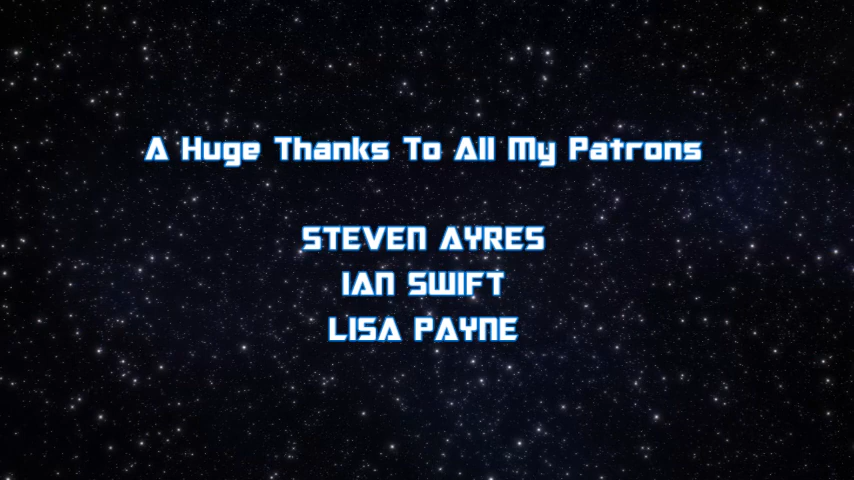 A Huge Thanks To All My Patrons
STEVEN AYRES
IAN SWIFT
LISA PAYNE